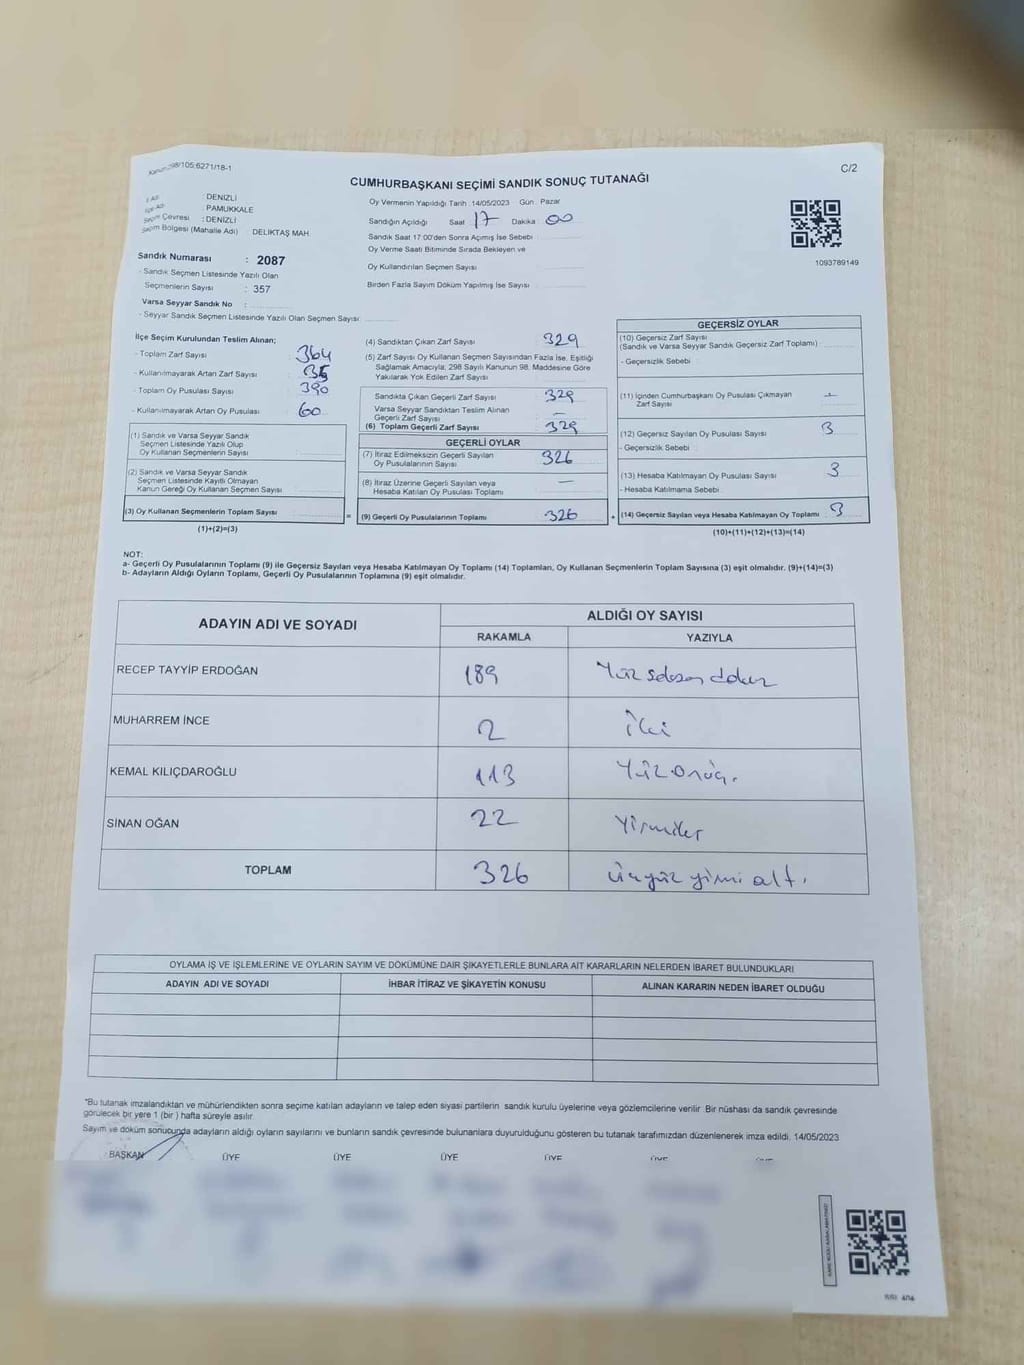 Kanun:298/105;6271/18-1
C/2
CUMHURBAŞKANI SEÇİMİ SANDIK SONUÇ TUTANAĞI
İl Adı : DENİZLİ
İlçe Adı : PAMUKKALE
Seçim Çevresi : DENİZLİ
Seçim Bölgesi (Mahalle Adı) DELİKTAŞ MAH.
Sandık Numarası : 2087
- Sandık Seçmen Listesinde Yazılı Olan
Seçmenlerin Sayısı : 357
Varsa Seyyar Sandık No :
- Seyyar Sandık Seçmen Listesinde Yazılı Olan Seçmen Sayısı:
Oy Vermenin Yapıldığı Tarih :14/05/2023 Gün : Pazar
Sandığın Açıldığı Saat 17 Dakika 00
Sandık Saat 17:00'den Sonra Açımış İse Sebebi
Oy Verme Saati Bitiminde Sırada Bekleyen ve
Oy Kullandırılan Seçmen Sayısı
Birden Fazla Sayım Döküm Yapılmış İse Sayısı
1093789149
İlçe Seçim Kurulundan Teslim Alınan;
- Toplam Zarf Sayısı : 364
- Kullanılmayarak Artan Zarf Sayısı : 35
- Toplam Oy Pusulası Sayısı : 390
- Kullanılmayarak Artan Oy Pusulası : 60
(1) Sandık ve Varsa Seyyar Sandık
Seçmen Listesinde Yazılı Olup
Oy Kullanan Seçmenlerin Sayısı
(2) Sandık ve Varsa Seyyar Sandık
Seçmen Listesinde Kayıtlı Olmayan
Kanun Gereği Oy Kullanan Seçmen Sayısı
(3) Oy Kullanan Seçmenlerin Toplam Sayısı
(1)+(2)=(3)
(4) Sandıktan Çıkan Zarf Sayısı : 329
(5) Zarf Sayısı Oy Kullanan Seçmen Sayısından Fazla İse, Eşitliği
Sağlamak Amacıyla; 298 Sayılı Kanunun 98. Maddesine Göre
Yakılarak Yok Edilen Zarf Sayısı
Sandıkta Çıkan Geçerli Zarf Sayısı : 329
Varsa Seyyar Sandıktan Teslim Alınan
Geçerli Zarf Sayısı : —
(6) Toplam Geçerli Zarf Sayısı : 329
GEÇERLİ OYLAR
(7) İtiraz Edilmeksizin Geçerli Sayılan
Oy Pusulalarının Sayısı : 326
(8) İtiraz Üzerine Geçerli Sayılan veya
Hesaba Katılan Oy Pusulası Toplamı : —
= (9) Geçerli Oy Pusulalarının Toplamı : 326 +
GEÇERSİZ OYLAR
(10) Geçersiz Zarf Sayısı
(Sandık ve Varsa Seyyar Sandık Geçersiz Zarf Toplamı)
- Geçersizlik Sebebi :
(11) İçinden Cumhurbaşkanı Oy Pusulası Çıkmayan
Zarf Sayısı
(12) Geçersiz Sayılan Oy Pusulası Sayısı : 3
- Geçersizlik Sebebi :
(13) Hesaba Katılmayan Oy Pusulası Sayısı : 3
- Hesaba Katılmama Sebebi :
(14) Geçersiz Sayılan veya Hesaba Katılmayan Oy Toplamı : 3
(10)+(11)+(12)+(13)=(14)
NOT:
a- Geçerli Oy Pusulalarının Toplamı (9) ile Geçersiz Sayılan veya Hesaba Katılmayan Oy Toplamı (14) Toplamları, Oy Kullanan Seçmenlerin Toplam Sayısına (3) eşit olmalıdır. (9)+(14)=(3)
b- Adayların Aldığı Oyların Toplamı, Geçerli Oy Pusulalarının Toplamına (9) eşit olmalıdır.
ADAYIN ADI VE SOYADI ALDIĞI OY SAYISI
RAKAMLA YAZIYLA
RECEP TAYYİP ERDOĞAN 189 Yüz seksen dokuz
MUHARREM İNCE 2 İki
KEMAL KILIÇDAROĞLU 113 Yüz onüç.
SİNAN OĞAN 22 Yirmiiki
TOPLAM 326 Üçyüz yirmi altı
OYLAMA İŞ VE İŞLEMLERİNE VE OYLARIN SAYIM VE DÖKÜMÜNE DAİR ŞİKAYETLERLE BUNLARA AİT KARARLARIN NELERDEN İBARET BULUNDUKLARI
ADAYIN ADI VE SOYADI İHBAR İTİRAZ VE ŞİKAYETİN KONUSU ALINAN KARARIN NEDEN İBARET OLDUĞU
*Bu tutanak imzalandıktan ve mühürlendikten sonra seçime katılan adayların ve talep eden siyasi partilerin sandık kurulu üyelerine veya gözlemcilerine verilir. Bir nüshası da sandık çevresinde
görülecek bir yere 1 (bir ) hafta süreyle asılır.
Sayım ve döküm sonucunda adayların aldığı oyların sayılarını ve bunların sandık çevresinde bulunanlara duyurulduğunu gösteren bu tutanak tarafımızdan düzenlenerek imza edildi. 14/05/2023
BAŞKAN ÜYE ÜYE ÜYE ÜYE ÜYE ÜYE